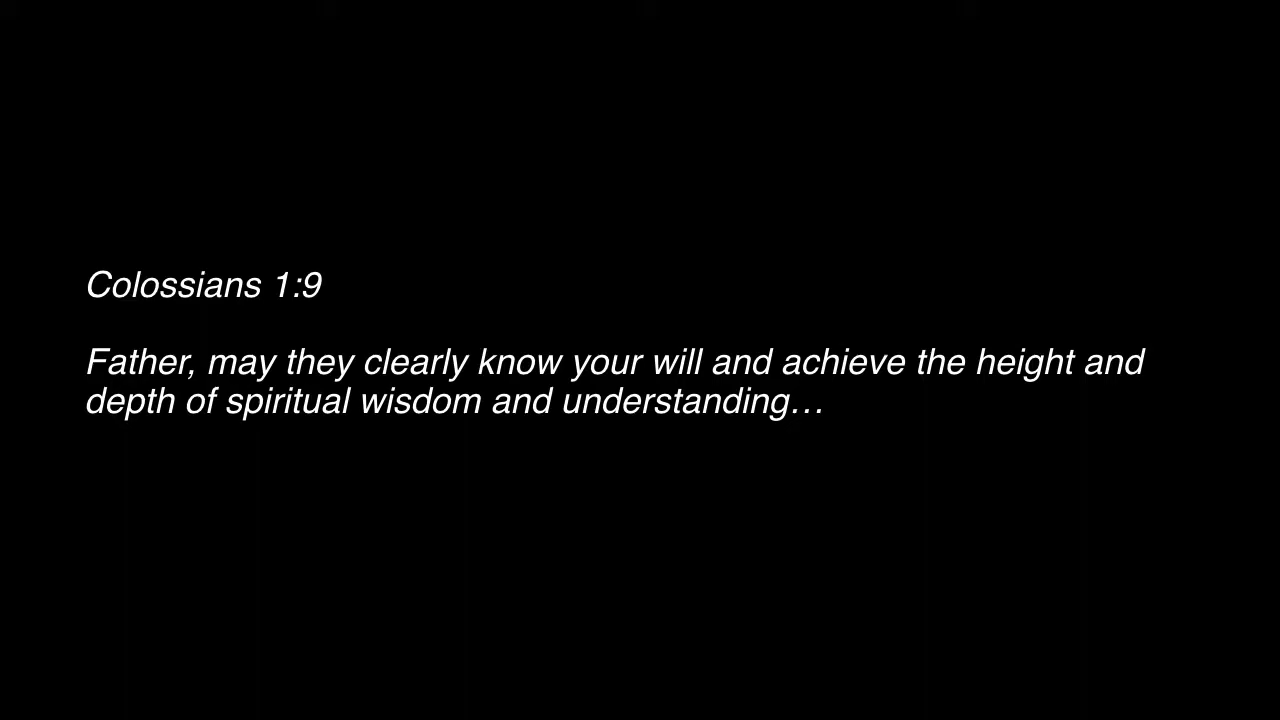 Colossians 1:9
Father, may they clearly know your will and achieve the height and
depth of spiritual wisdom and understanding…